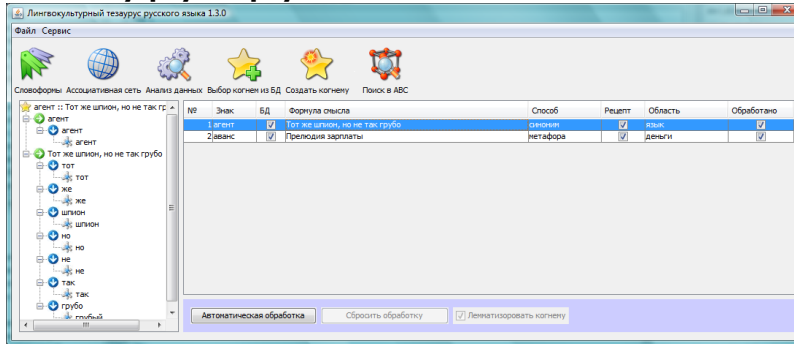 Лингвокультурный тезаурус русского языка 1.3.0
Файл Сервис
Словоформы Ассоциативная сеть Анализ данных Выбор когнем из БД Создать когнему Поиск в АВС
агент :: Тот же шпион, но не так гр
агент
агент
агент
Тот же шпион, но не так грубо
тот
тот
же
же
шпион
шпион
но
но
не
не
так
так
грубо
грубый
№ Знак БД Формула смысла Способ Рецепт Область Обработано
1 агент Тот же шпион, но не так грубо синоним язык
2 аванс Прелюдия зарплаты метафора деньги
Автоматическая обработка Сбросить обработку Лемматизоровать когнему